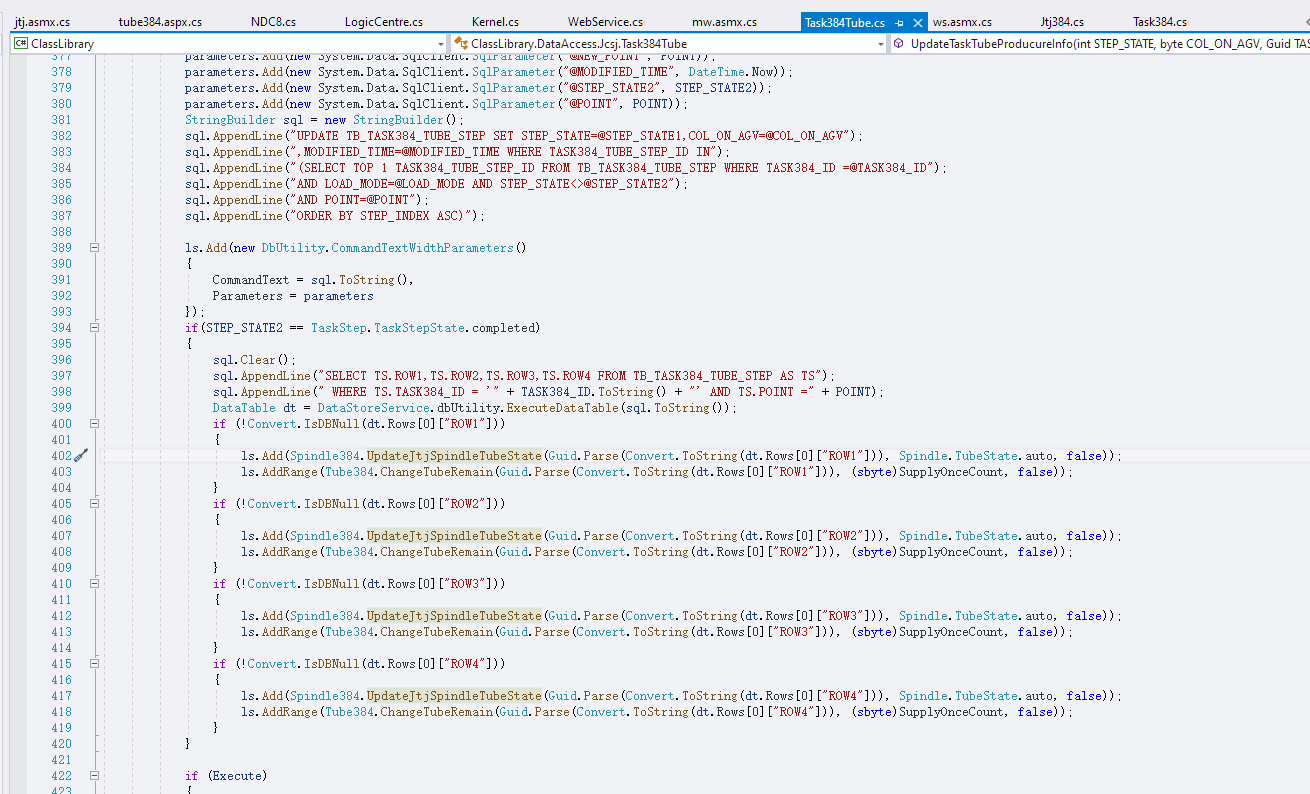 jtj.asmx.cs tube384.aspx.cs NDC8.cs LogicCentre.cs Kernel.cs WebService.cs mw.asmx.cs Task384Tube.cs ws.asmx.cs Jtj384.cs Task384.cs
C# ClassLibrary ClassLibrary.DataAccess.Jcsj.Task384Tube UpdateTaskTubeProducureInfo(int STEP_STATE, byte COL_ON_AGV, Guid TAS
377 parameters.Add(new System.Data.SqlClient.SqlParameter("@NEW_POINT", POINT));
378 parameters.Add(new System.Data.SqlClient.SqlParameter("@MODIFIED_TIME", DateTime.Now));
379 parameters.Add(new System.Data.SqlClient.SqlParameter("@STEP_STATE2", STEP_STATE2));
380 parameters.Add(new System.Data.SqlClient.SqlParameter("@POINT", POINT));
381 StringBuilder sql = new StringBuilder();
382 sql.AppendLine("UPDATE TB_TASK384_TUBE_STEP SET STEP_STATE=@STEP_STATE1,COL_ON_AGV=@COL_ON_AGV");
383 sql.AppendLine(",MODIFIED_TIME=@MODIFIED_TIME WHERE TASK384_TUBE_STEP_ID IN");
384 sql.AppendLine("(SELECT TOP 1 TASK384_TUBE_STEP_ID FROM TB_TASK384_TUBE_STEP WHERE TASK384_ID =@TASK384_ID");
385 sql.AppendLine("AND LOAD_MODE=@LOAD_MODE AND STEP_STATE<>@STEP_STATE2");
386 sql.AppendLine("AND POINT=@POINT");
387 sql.AppendLine("ORDER BY STEP_INDEX ASC)");
388
389 ls.Add(new DbUtility.CommandTextWidthParameters()
390 {
391 CommandText = sql.ToString(),
392 Parameters = parameters
393 });
394 if(STEP_STATE2 == TaskStep.TaskStepState.completed)
395 {
396 sql.Clear();
397 sql.AppendLine("SELECT TS.ROW1,TS.ROW2,TS.ROW3,TS.ROW4 FROM TB_TASK384_TUBE_STEP AS TS");
398 sql.AppendLine(" WHERE TS.TASK384_ID = '" + TASK384_ID.ToString() + "' AND TS.POINT =" + POINT);
399 DataTable dt = DataStoreService.dbUtility.ExecuteDataTable(sql.ToString());
400 if (!Convert.IsDBNull(dt.Rows[0]["ROW1"]))
401 {
402 ls.Add(Spindle384.UpdateJtjSpindleTubeState(Guid.Parse(Convert.ToString(dt.Rows[0]["ROW1"])), Spindle.TubeState.auto, false));
403 ls.AddRange(Tube384.ChangeTubeRemain(Guid.Parse(Convert.ToString(dt.Rows[0]["ROW1"])), (sbyte)SupplyOnceCount, false));
404 }
405 if (!Convert.IsDBNull(dt.Rows[0]["ROW2"]))
406 {
407 ls.Add(Spindle384.UpdateJtjSpindleTubeState(Guid.Parse(Convert.ToString(dt.Rows[0]["ROW2"])), Spindle.TubeState.auto, false));
408 ls.AddRange(Tube384.ChangeTubeRemain(Guid.Parse(Convert.ToString(dt.Rows[0]["ROW2"])), (sbyte)SupplyOnceCount, false));
409 }
410 if (!Convert.IsDBNull(dt.Rows[0]["ROW3"]))
411 {
412 ls.Add(Spindle384.UpdateJtjSpindleTubeState(Guid.Parse(Convert.ToString(dt.Rows[0]["ROW3"])), Spindle.TubeState.auto, false));
413 ls.AddRange(Tube384.ChangeTubeRemain(Guid.Parse(Convert.ToString(dt.Rows[0]["ROW3"])), (sbyte)SupplyOnceCount, false));
414 }
415 if (!Convert.IsDBNull(dt.Rows[0]["ROW4"]))
416 {
417 ls.Add(Spindle384.UpdateJtjSpindleTubeState(Guid.Parse(Convert.ToString(dt.Rows[0]["ROW4"])), Spindle.TubeState.auto, false));
418 ls.AddRange(Tube384.ChangeTubeRemain(Guid.Parse(Convert.ToString(dt.Rows[0]["ROW4"])), (sbyte)SupplyOnceCount, false));
419 }
420 }
421
422 if (Execute)
423 {